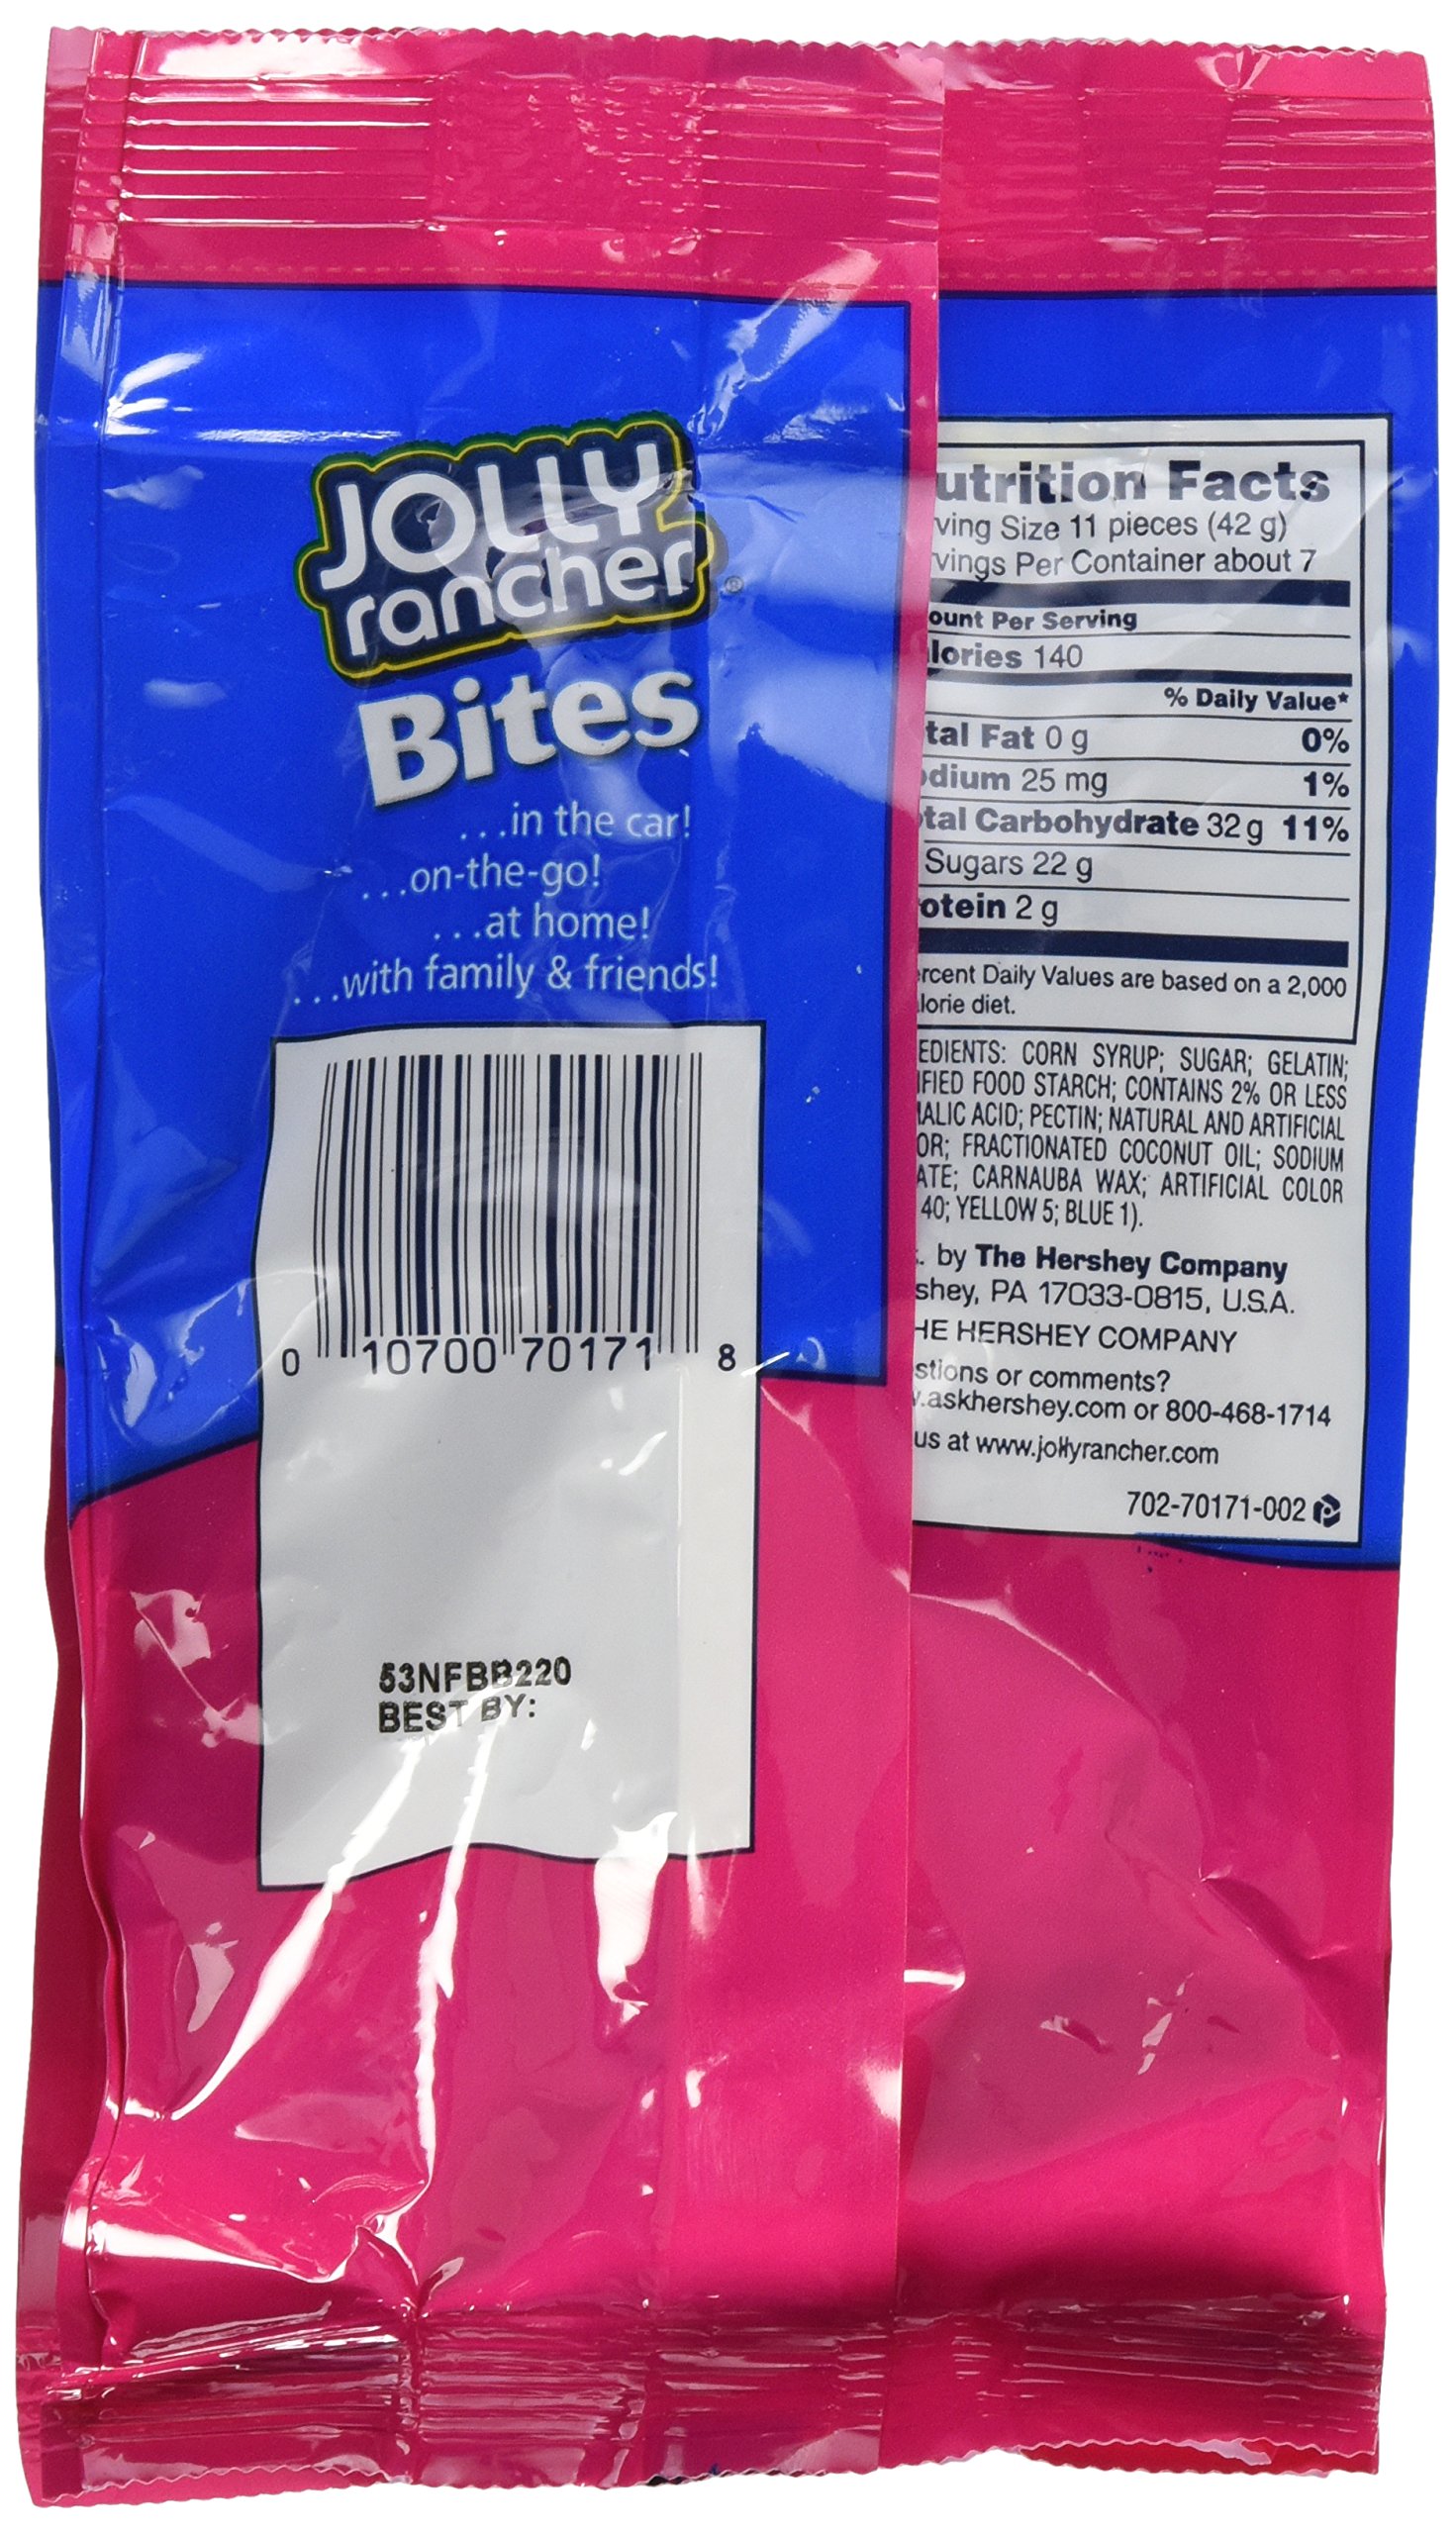 JOLLY
rancher®
Bites
...in the car!
...on-the-go!
...at home!
...with family & friends!
0 10700 70171 8
53NFBB220
BEST BY:
utrition Facts
ving Size 11 pieces (42 g)
vings Per Container about 7
ount Per Serving
lories 140
% Daily Value*
tal Fat 0 g 0%
dium 25 mg 1%
tal Carbohydrate 32 g 11%
Sugars 22 g
otein 2 g
rcent Daily Values are based on a 2,000
lorie diet.
EDIENTS: CORN SYRUP; SUGAR; GELATIN;
IFIED FOOD STARCH; CONTAINS 2% OR LESS
ALIC ACID; PECTIN; NATURAL AND ARTIFICIAL
OR; FRACTIONATED COCONUT OIL; SODIUM
ATE; CARNAUBA WAX; ARTIFICIAL COLOR
40; YELLOW 5; BLUE 1).
. by The Hershey Company
shey, PA 17033-0815, U.S.A.
HE HERSHEY COMPANY
stions or comments?
.askhershey.com or 800-468-1714
us at www.jollyrancher.com
702-70171-002